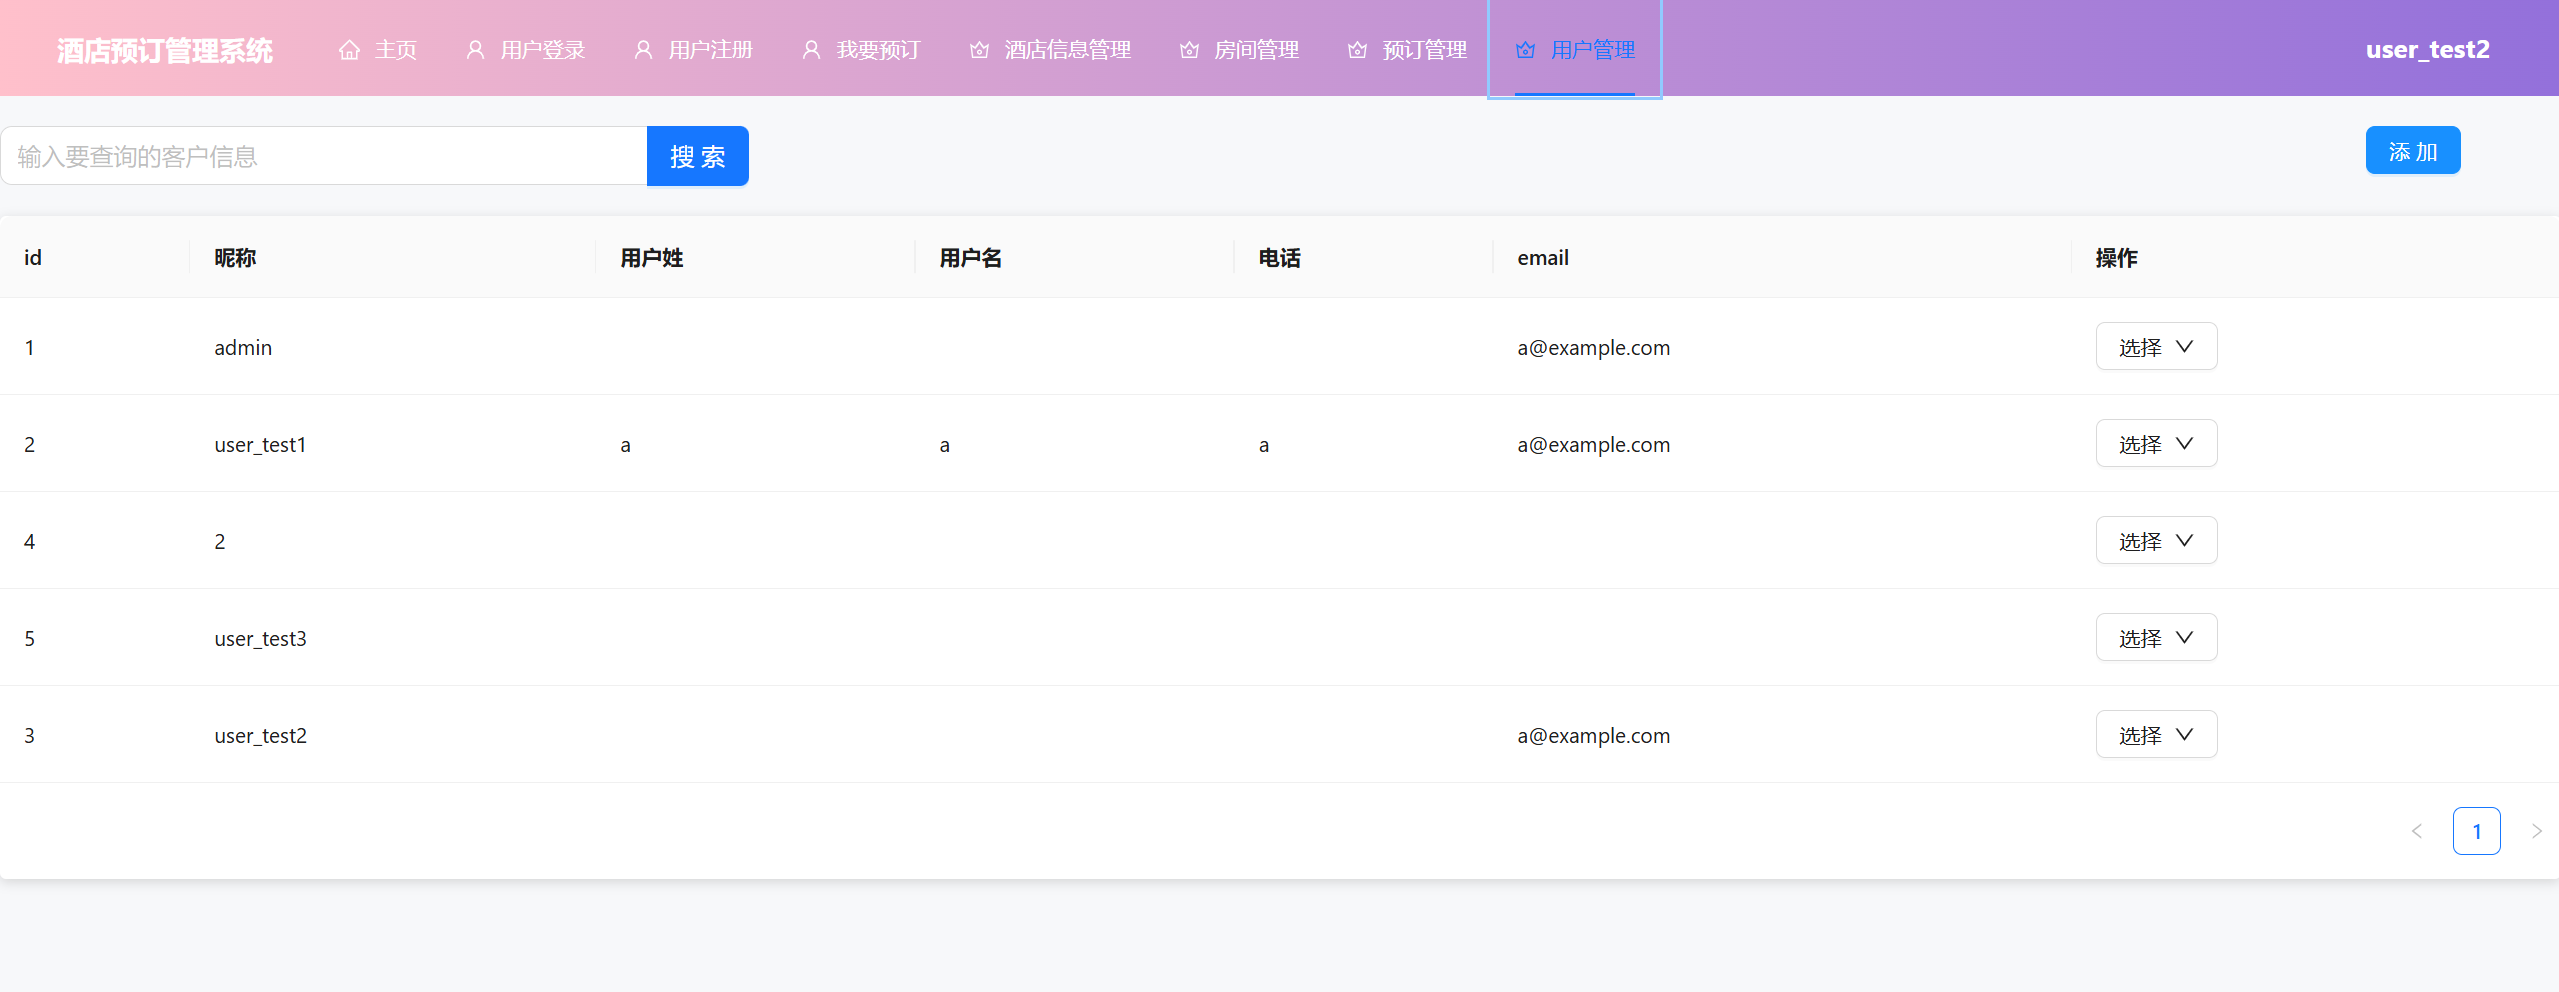 酒店预订管理系统 主页 用户登录 用户注册 我要预订 酒店信息管理 房间管理 预订管理 用户管理 user_test2
输入要查询的客户信息 搜 索 添 加
id 昵称 用户姓 用户名 电话 email 操作
1 admin a@example.com 选择
2 user_test1 a a a a@example.com 选择
4 2 选择
5 user_test3 选择
3 user_test2 a@example.com 选择
1